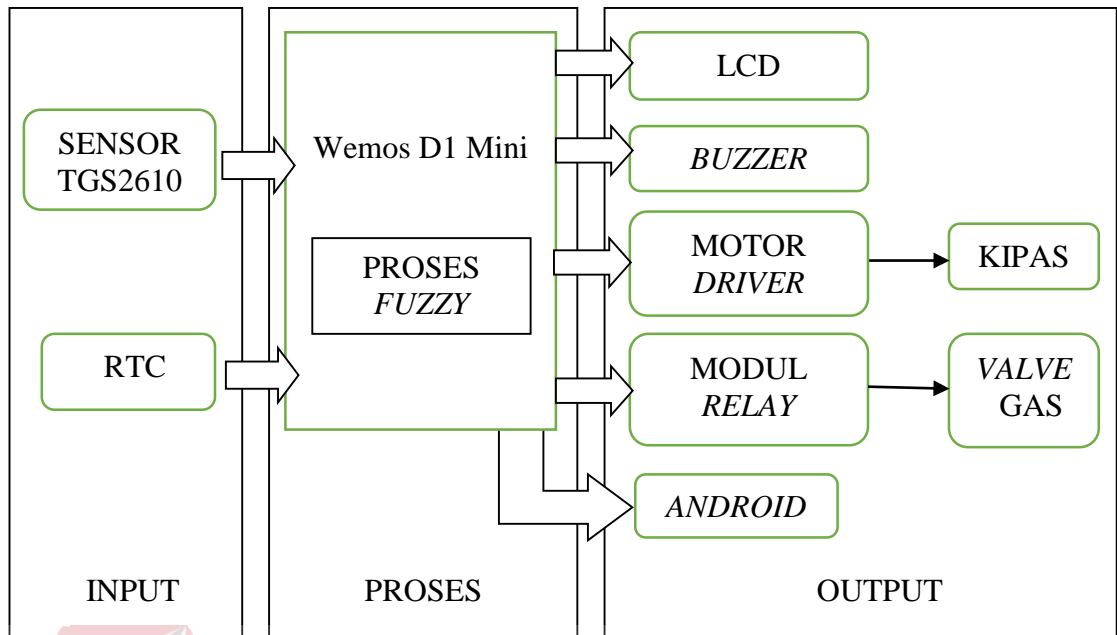 SENSOR
TGS2610
RTC
INPUT
Wemos D1 Mini
PROSES
FUZZY
PROSES
LCD
BUZZER
MOTOR
DRIVER
KIPAS
MODUL
RELAY
VALVE
GAS
ANDROID
OUTPUT